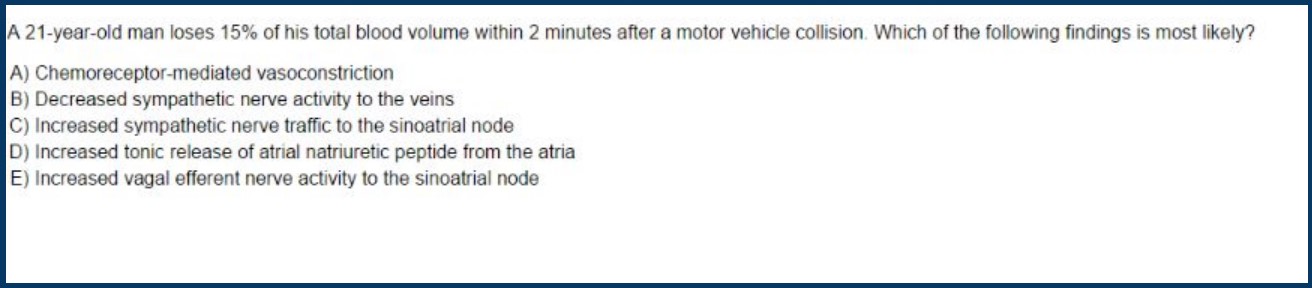 A 21-year-old man loses 15% of his total blood volume within 2 minutes after a motor vehicle collision. Which of the following findings is most likely?
A) Chemoreceptor-mediated vasoconstriction
B) Decreased sympathetic nerve activity to the veins
C) Increased sympathetic nerve traffic to the sinoatrial node
D) Increased tonic release of atrial natriuretic peptide from the atria
E) Increased vagal efferent nerve activity to the sinoatrial node